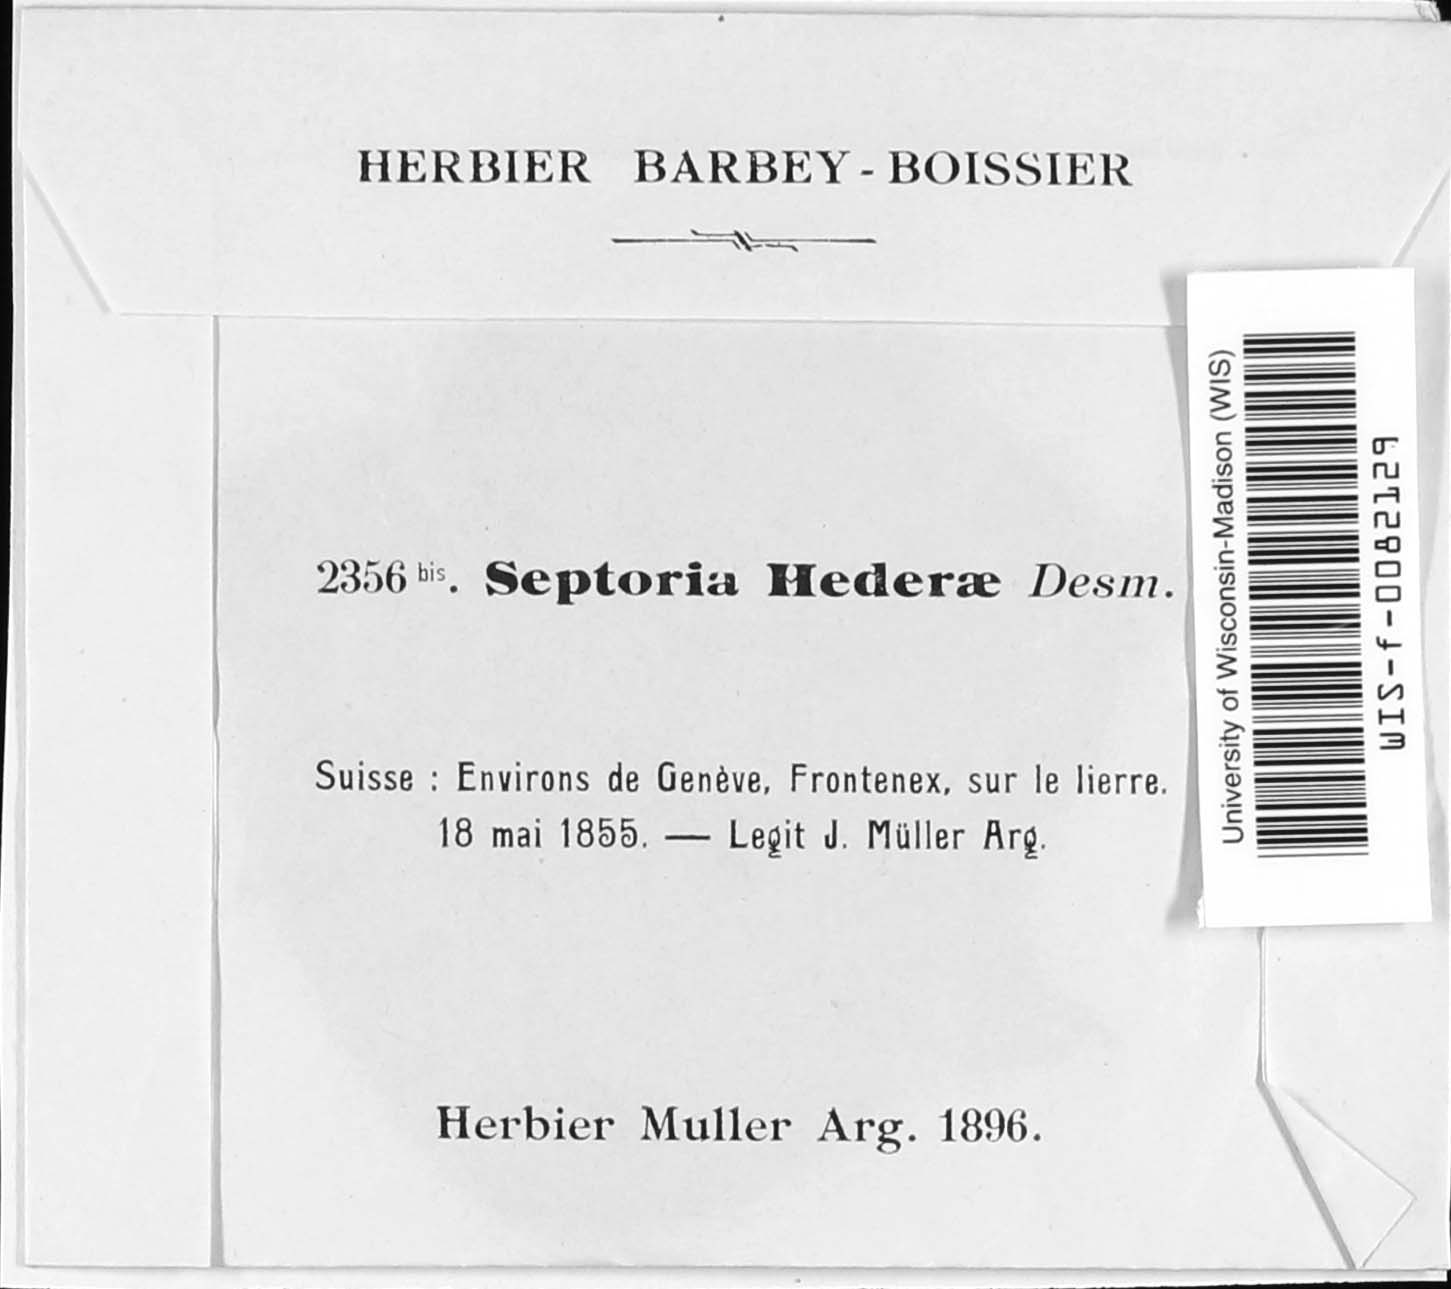 HERBIER BARBEY - BOISSIER
2356 bis. Septoria Hederæ Desm.
Suisse : Environs de Genève, Frontenex, sur le lierre.
18 mai 1855. — Legit J. Müller Arg.
Herbier Muller Arg. 1896.
University of Wisconsin-Madison (WIS)
WIS-f-0082129